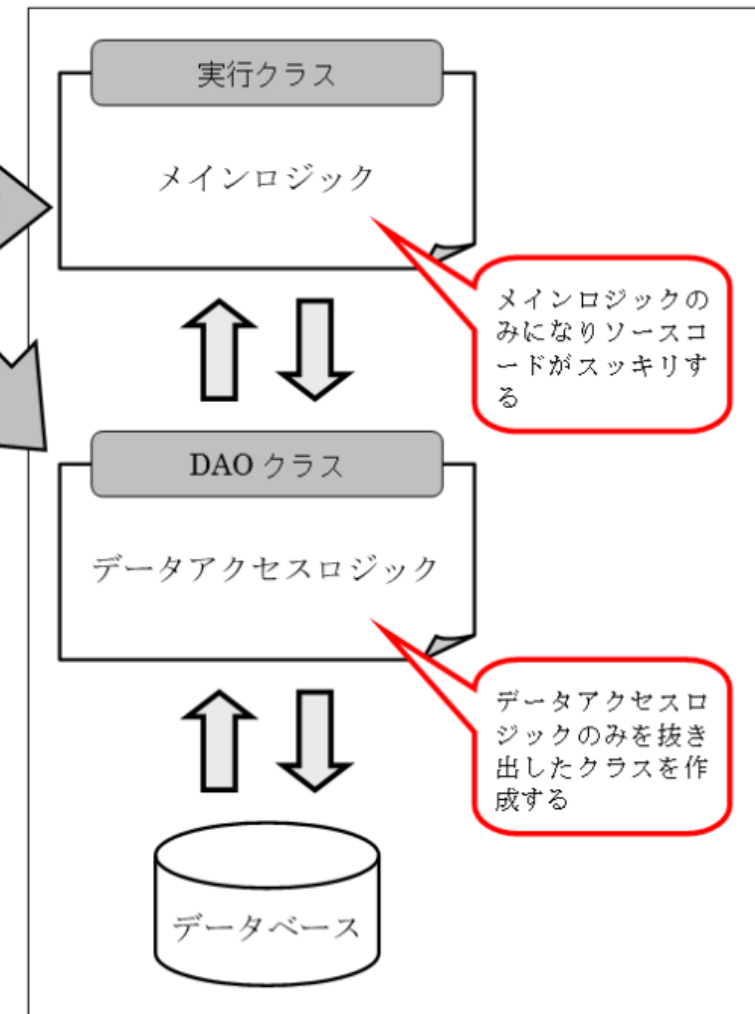 実行クラス
メインロジック
メインロジックの
みになりソースコ
ードがスッキリす
る
DAO クラス
データアクセスロジック
データアクセスロ
ジックのみを抜き
出したクラスを作
成する
データベース